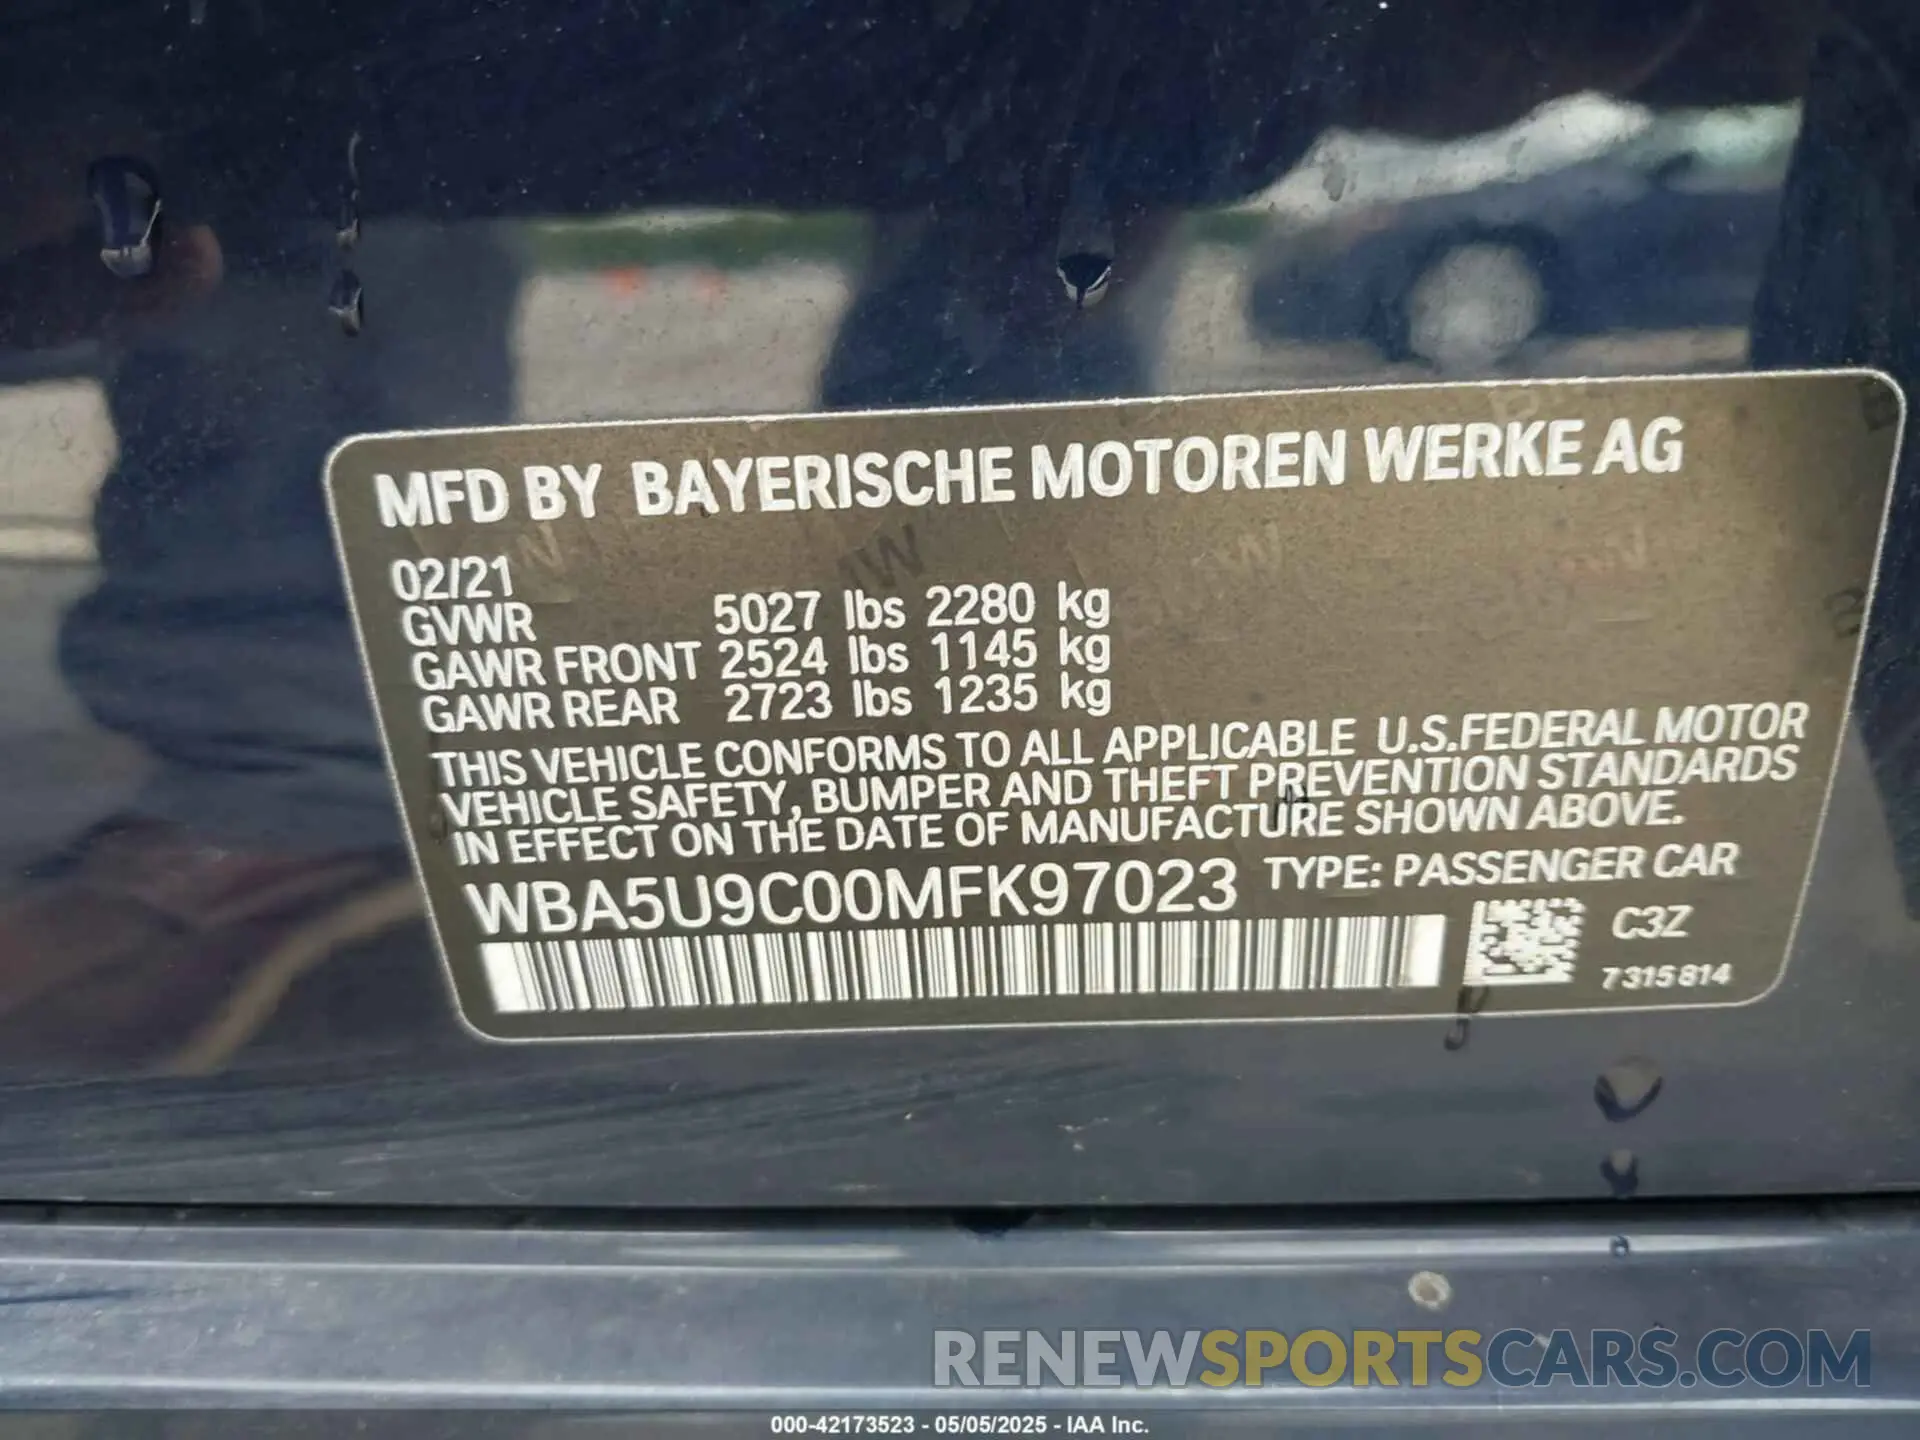 MFD BY BAYERISCHE MOTOREN WERKE AG
02/21
GVWR 5027 lbs 2280 kg
GAWR FRONT 2524 lbs 1145 kg
GAWR REAR 2723 lbs 1235 kg
THIS VEHICLE CONFORMS TO ALL APPLICABLE U.S.FEDERAL MOTOR
VEHICLE SAFETY, BUMPER AND THEFT PREVENTION STANDARDS
IN EFFECT ON THE DATE OF MANUFACTURE SHOWN ABOVE.
WBA5U9C00MFK97023 TYPE: PASSENGER CAR
C3Z
7315814
RENEWSPORTSCARS.COM
000-42173523 - 05/05/2025 - IAA Inc.